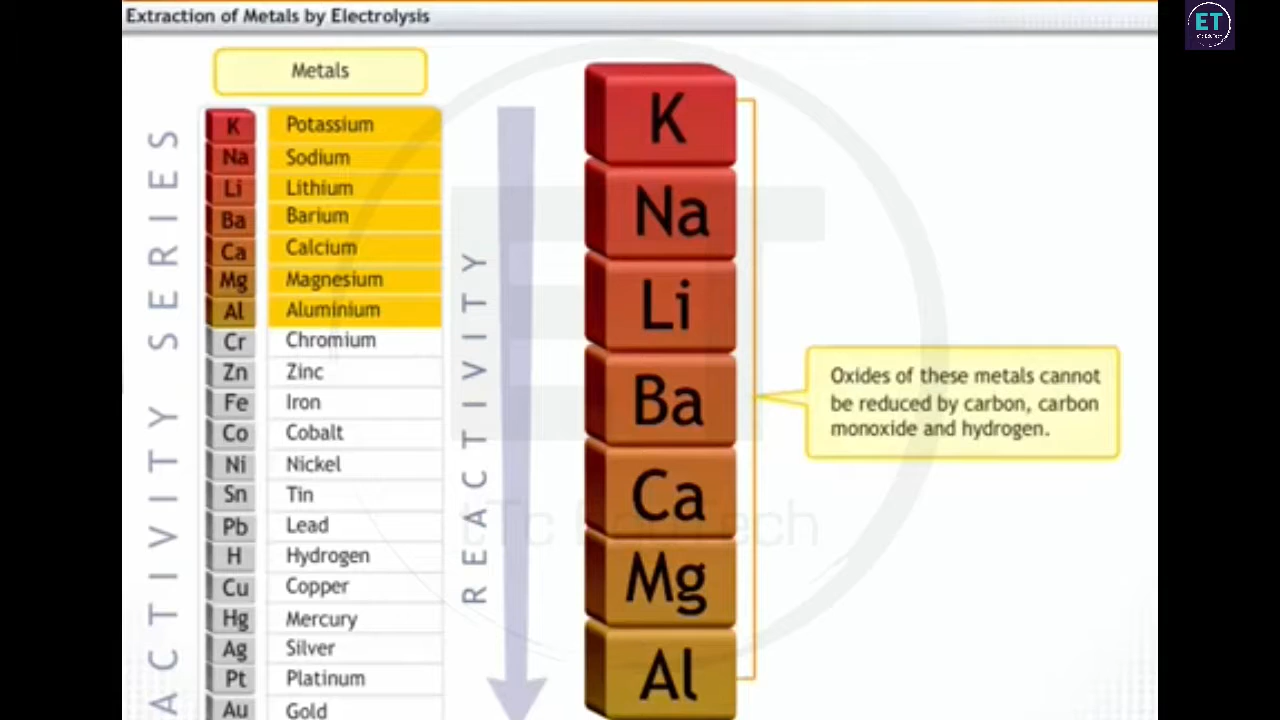 Extraction of Metals by Electrolysis
ET
Metals
ACTIVITY SERIES
K Potassium
Na Sodium
Li Lithium
Ba Barium
Ca Calcium
Mg Magnesium
Al Aluminium
Cr Chromium
Zn Zinc
Fe Iron
Co Cobalt
Ni Nickel
Sn Tin
Pb Lead
H Hydrogen
Cu Copper
Hg Mercury
Ag Silver
Pt Platinum
Au Gold
REACTIVITY
K
Na
Li
Ba
Ca
Mg
Al
Oxides of these metals cannot
be reduced by carbon, carbon
monoxide and hydrogen.
ET